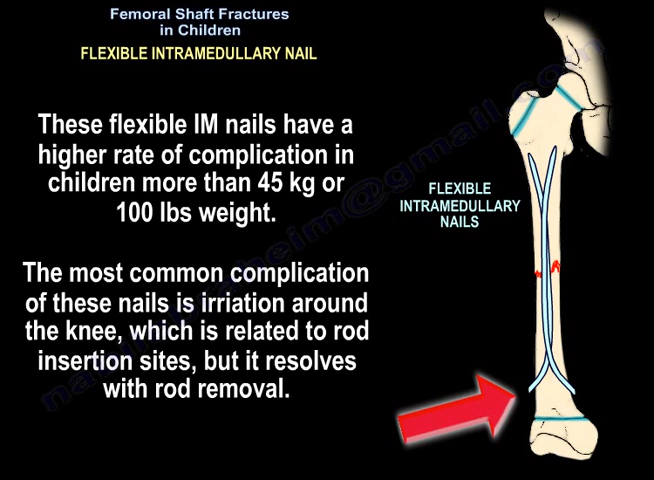 Femoral Shaft Fractures
in Children
FLEXIBLE INTRAMEDULLARY NAIL
These flexible IM nails have a
higher rate of complication in
children more than 45 kg or
100 lbs weight.
The most common complication
of these nails is irriation around
the knee, which is related to rod
insertion sites, but it resolves
with rod removal.
FLEXIBLE
INTRAMEDULLARY
NAILS